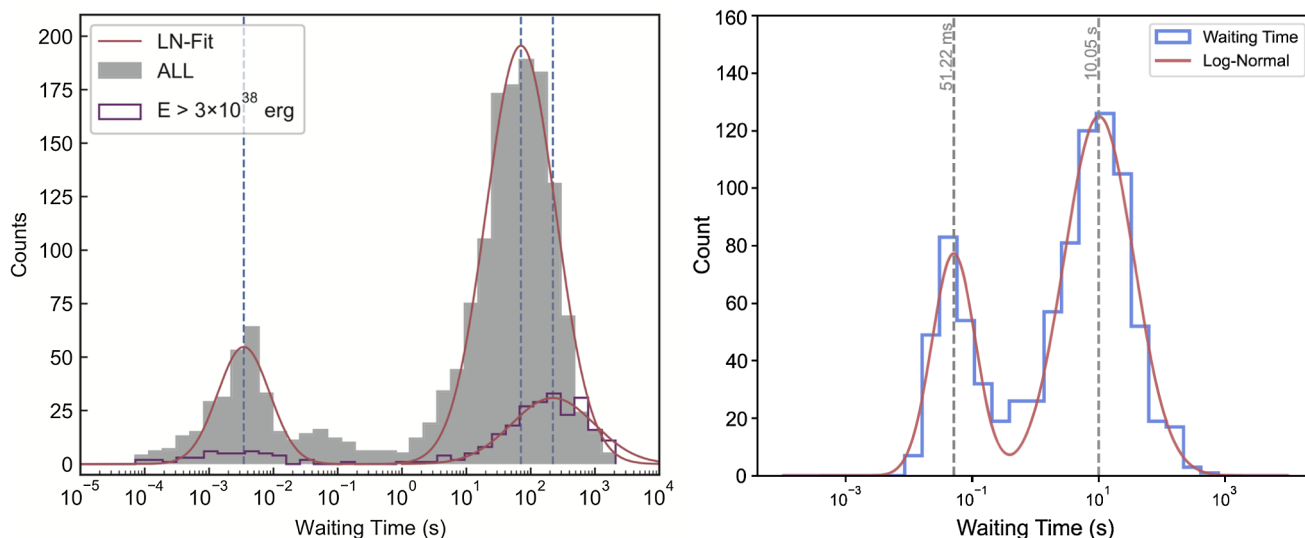 LN-Fit
ALL
E > 3×10^38 erg
200
175
150
125
100
75
50
25
0
Counts
10^−5 10^−4 10^−3 10^−2 10^−1 10^0 10^1 10^2 10^3 10^4
Waiting Time (s)
51.22 ms
10.05 s
Waiting Time
Log-Normal
160
140
120
100
80
60
40
20
0
Count
10^−3 10^−1 10^1 10^3
Waiting Time (s)